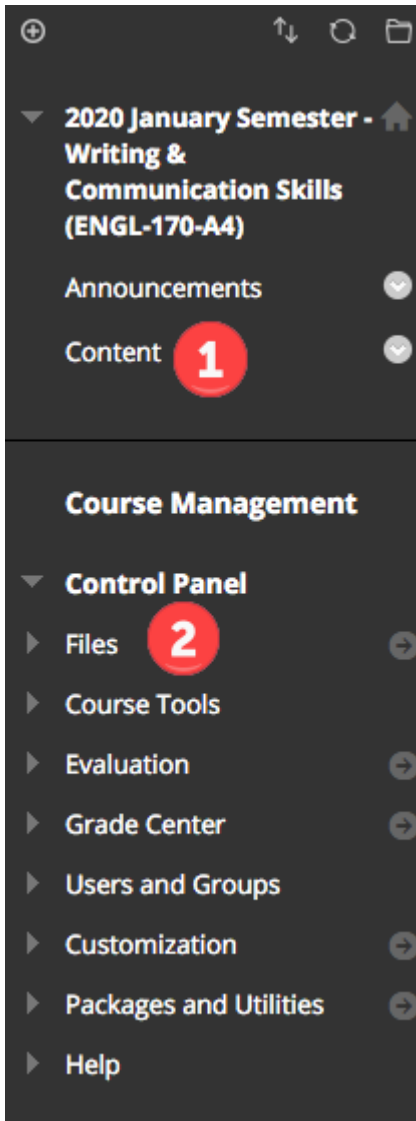 2020 January Semester -
Writing &
Communication Skills
(ENGL-170-A4)
Announcements
Content 1
Course Management
Control Panel
Files 2
Course Tools
Evaluation
Grade Center
Users and Groups
Customization
Packages and Utilities
Help